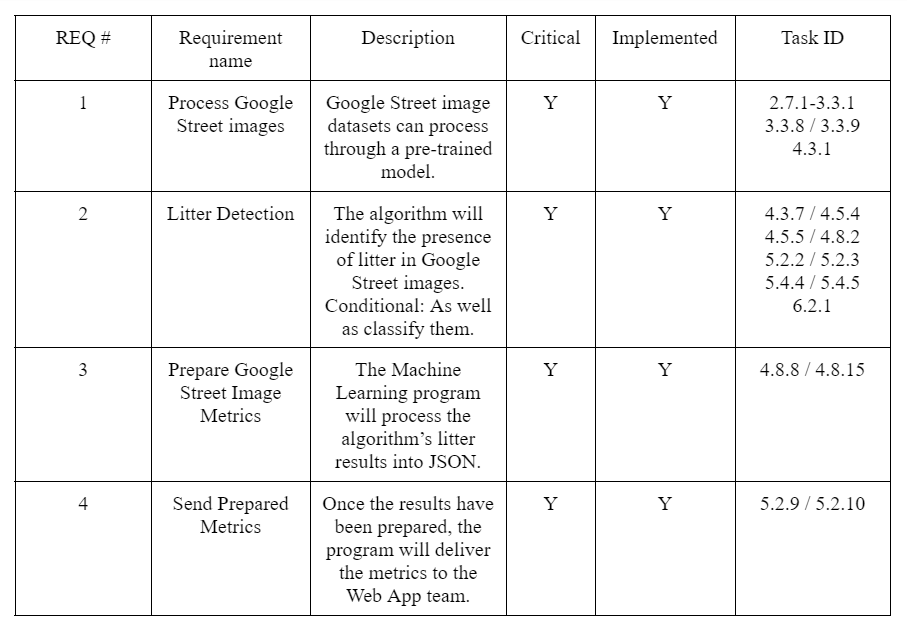 REQ #
Requirement
name
Description
Critical
Implemented
Task ID
1
Process Google
Street images
Google Street image
datasets can process
through a pre-trained
model.
Y
Y
2.7.1-3.3.1
3.3.8 / 3.3.9
4.3.1
2
Litter Detection
The algorithm will
identify the presence
of litter in Google
Street images.
Conditional: As well
as classify them.
Y
Y
4.3.7 / 4.5.4
4.5.5 / 4.8.2
5.2.2 / 5.2.3
5.4.4 / 5.4.5
6.2.1
3
Prepare Google
Street Image
Metrics
The Machine
Learning program
will process the
algorithm’s litter
results into JSON.
Y
Y
4.8.8 / 4.8.15
4
Send Prepared
Metrics
Once the results have
been prepared, the
program will deliver
the metrics to the
Web App team.
Y
Y
5.2.9 / 5.2.10